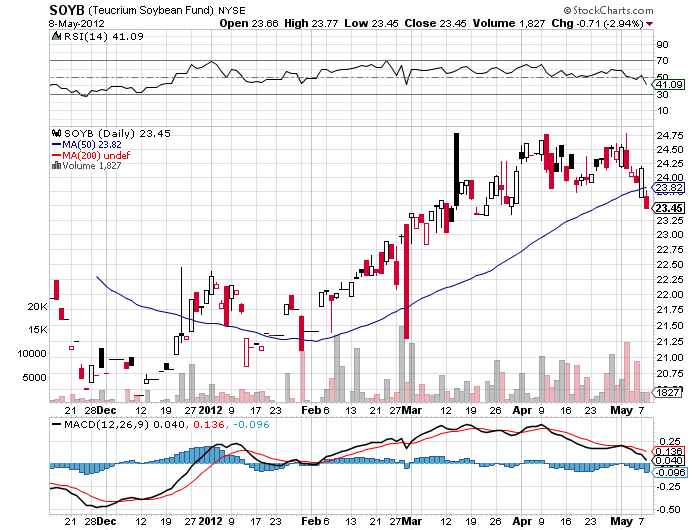 SOYB (Teucrium Soybean Fund) NYSE © StockCharts.com
8-May-2012 Open 23.66 High 23.77 Low 23.45 Close 23.45 Volume 1,827 Chg -0.71 (-2.94%)
RSI(14) 41.09
90
70
50
41.09
30
10
SOYB (Daily) 23.45
MA(50) 23.82
MA(200) undef
Volume 1,827
24.75
24.50
24.25
24.00
23.82
23.45
23.25
23.00
22.75
22.50
22.25
22.00
20K 21.75
15K 21.50
21.25
10000 21.00
20.75
5000
1827
21 28 Dec 12 19 27 2012 9 17 23 Feb 6 13 21 Mar 12 19 26 Apr 9 16 23 May 7
MACD(12,26,9) 0.040, 0.136, -0.096
0.25
0.136
0.040
-0.096
-0.25
-0.50
21 28 Dec 12 19 27 2012 9 17 23 Feb 6 13 21 Mar 12 19 26 Apr 9 16 23 May 7